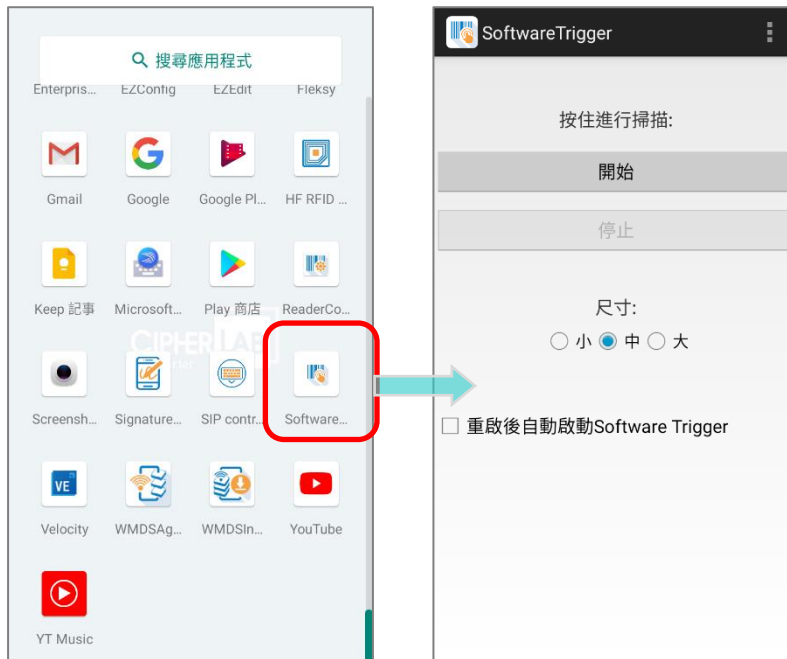 搜尋應用程式
Enterpris... EZConfig EZEdit Fleksy
Gmail Google Google Pl... HF RFID ...
Keep 記事 Microsoft... Play 商店 ReaderCo...
CIPHERLAB
Screensh... Signature... SIP contr... Software...
VE
Velocity WMDSAg... WMDSIn... YouTube
YT Music
SoftwareTrigger
按住進行掃描:
開始
停止
尺寸:
小 中 大
重啟後自動啟動Software Trigger